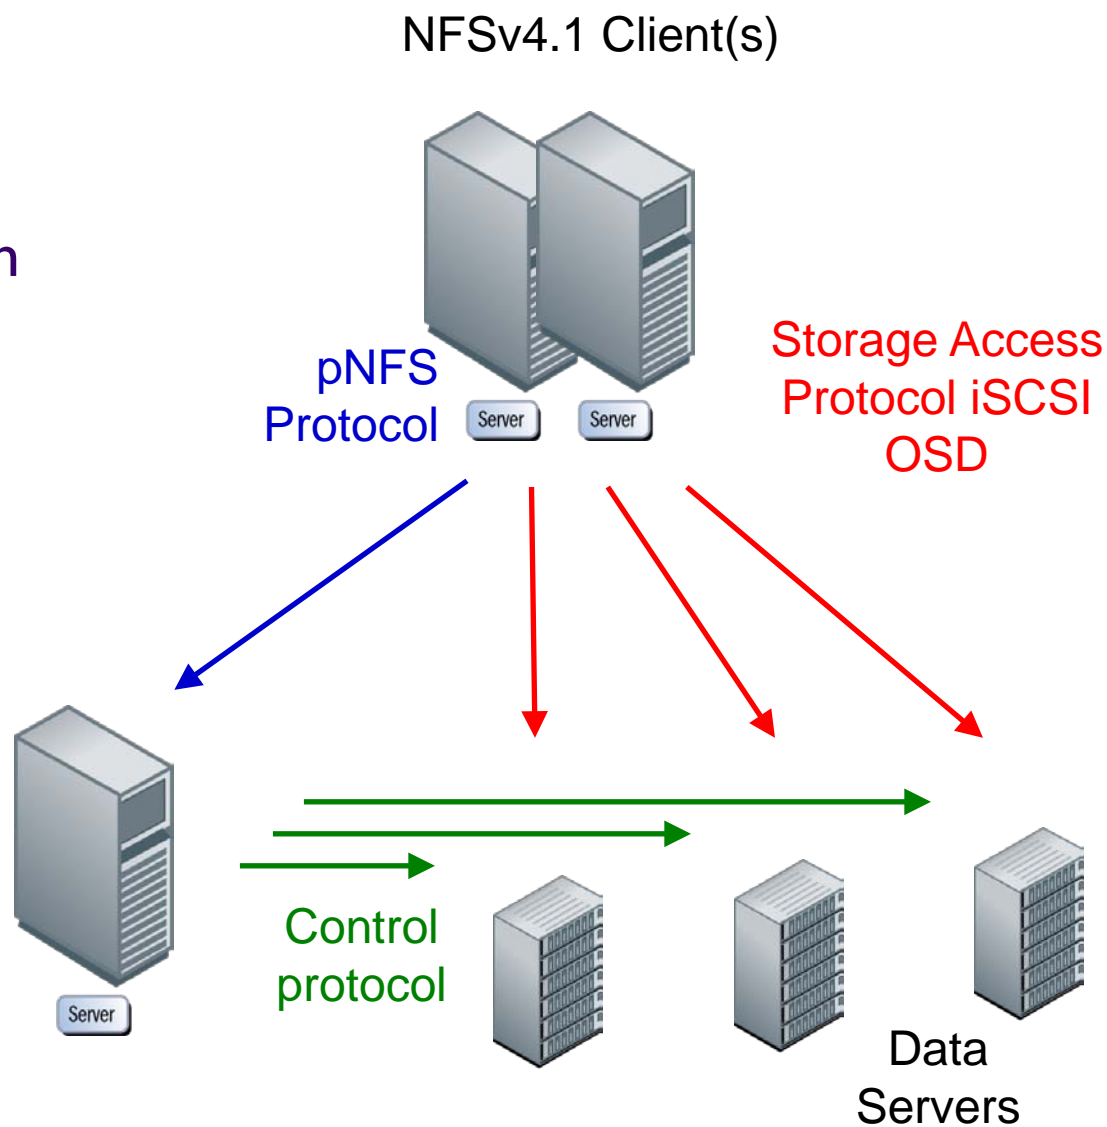 NFSv4.1 Client(s)
n
pNFS
Protocol
Storage Access
Protocol iSCSI
OSD
Server
Server
Control
protocol
Server
Data
Servers